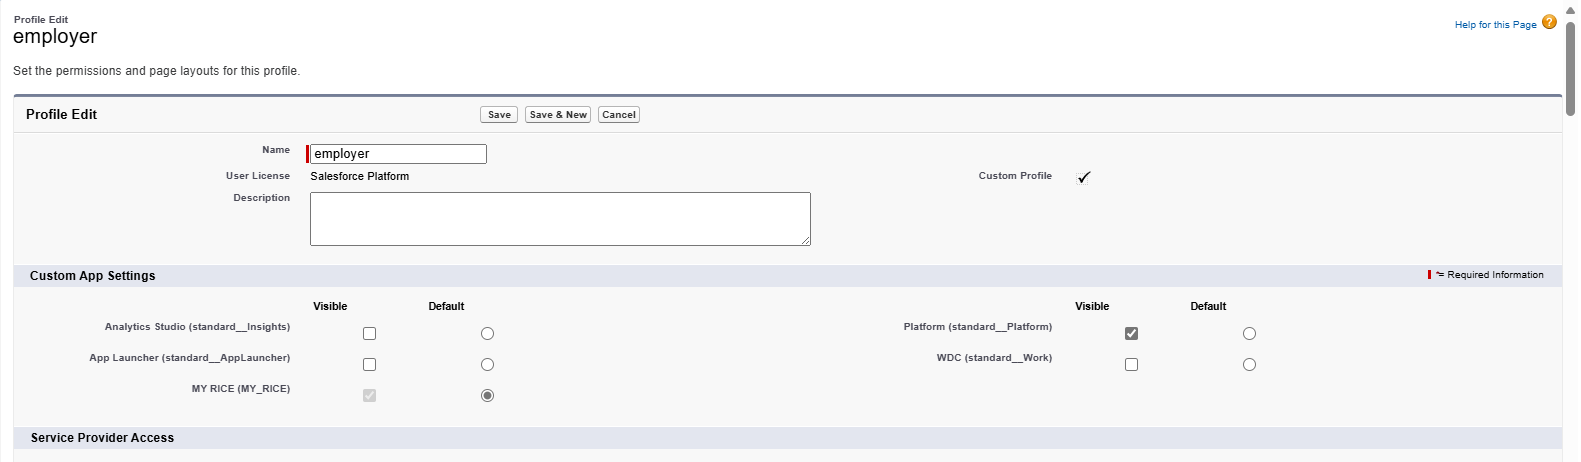 Profile Edit
employer
Help for this Page ?
Set the permissions and page layouts for this profile.
Profile Edit
Save Save & New Cancel
Name employer
User License Salesforce Platform Custom Profile
Description
Custom App Settings
= Required Information
Visible Default Visible Default
Analytics Studio (standard__Insights) Platform (standard__Platform)
App Launcher (standard__AppLauncher) WDC (standard__Work)
MY RICE (MY_RICE)
Service Provider Access